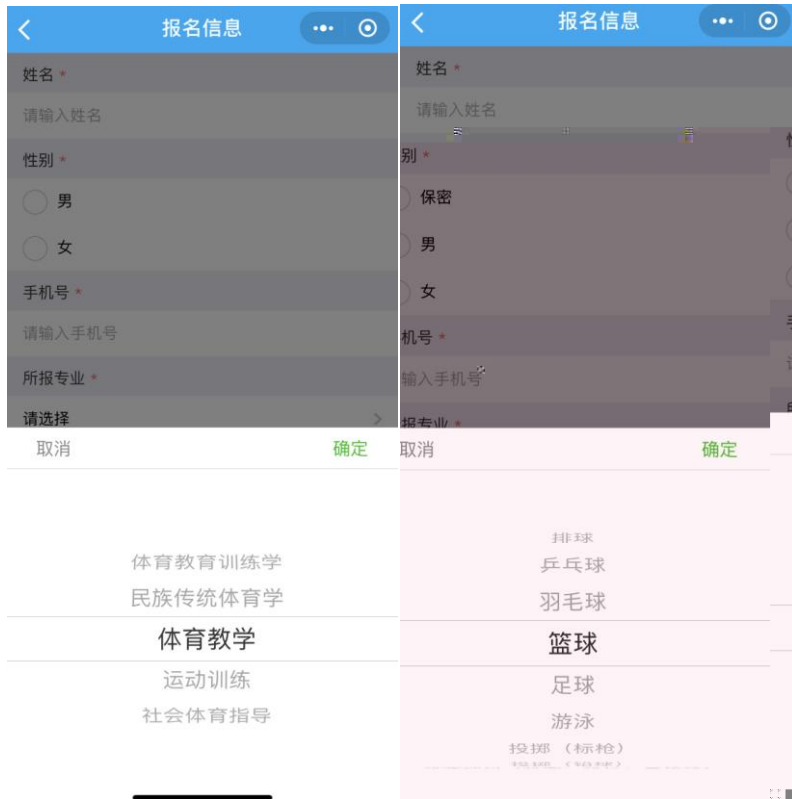 报名信息
姓名 *
请输入姓名
性别 *
男
女
手机号 *
请输入手机号
所报专业 *
请选择
取消 确定
体育教育训练学
民族传统体育学
体育教学
运动训练
社会体育指导
报名信息
姓名 *
请输入姓名
别 *
保密
男
女
机号 *
输入手机号
报专业 *
取消 确定
排球
乒乓球
羽毛球
篮球
足球
游泳
投掷（标枪）